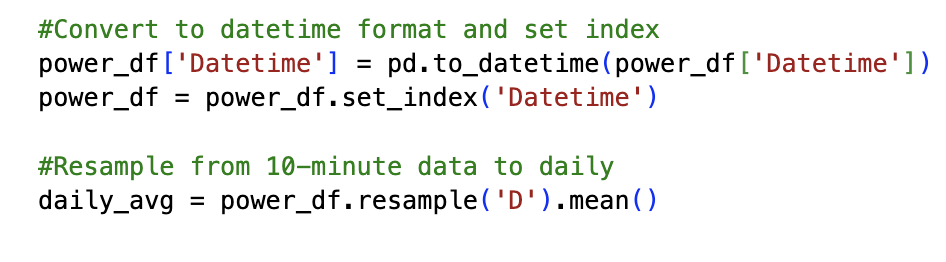 #Convert to datetime format and set index
power_df['Datetime'] = pd.to_datetime(power_df['Datetime'])
power_df = power_df.set_index('Datetime')
#Resample from 10-minute data to daily
daily_avg = power_df.resample('D').mean()